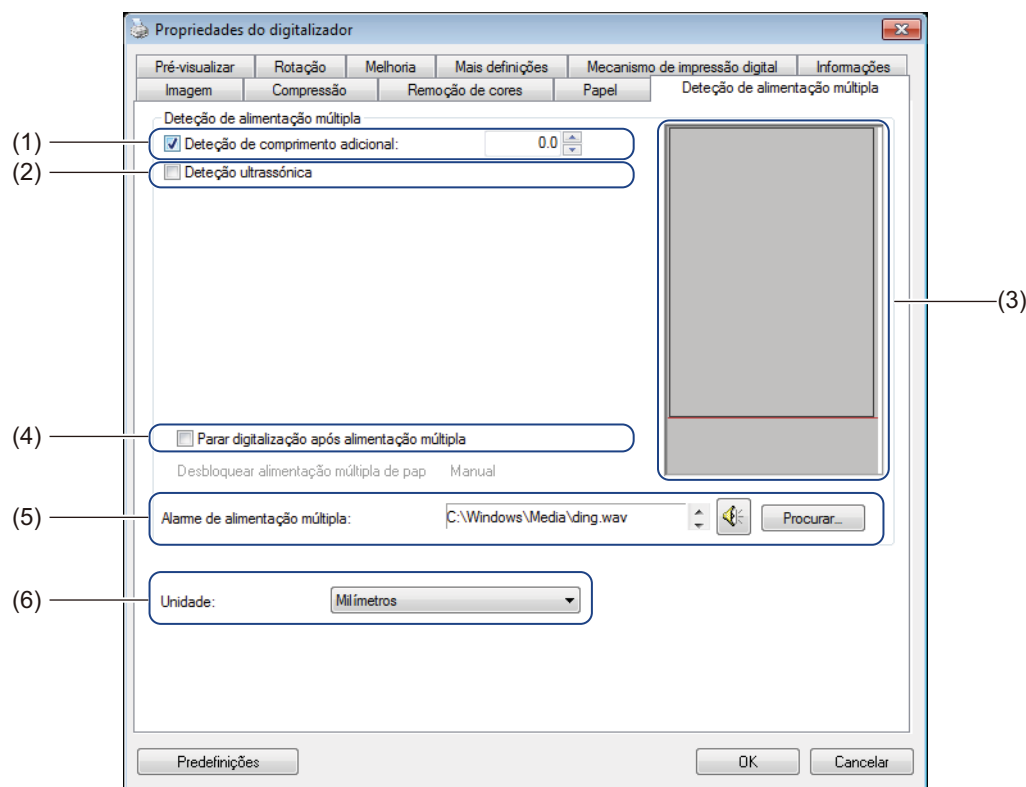 Propriedades do digitalizador
Pré-visualizar Rotação Melhoria Mais definições Mecanismo de impressão digital Informações
Imagem Compressão Remoção de cores Papel Deteção de alimentação múltipla
Deteção de alimentação múltipla
(1) Deteção de comprimento adicional: 0.0
(2) Deteção ultrassónica
(3)
(4) Parar digitalização após alimentação múltipla
Desbloquear alimentação múltipla de pap Manual
(5) Alarme de alimentação múltipla: C:\Windows\Media\ding.wav Procurar...
(6) Unidade: Milímetros
Predefinições OK Cancelar